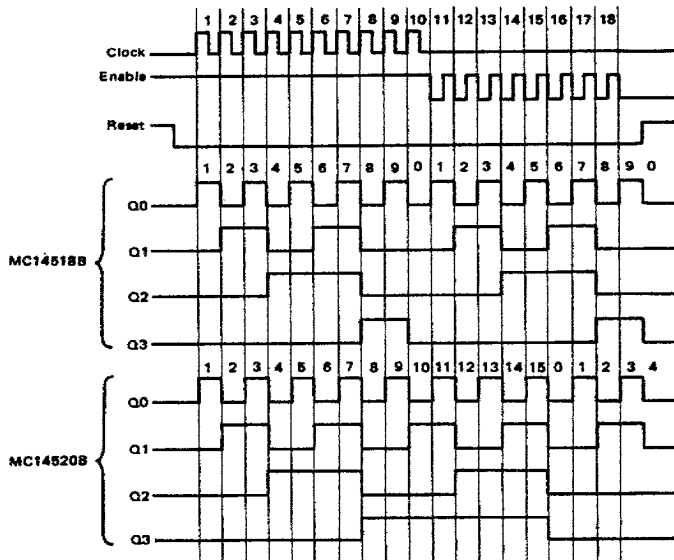 1 2 3 4 5 6 7 8 9 10 11 12 13 14 15 16 17 18
Clock
Enable
Reset
1 2 3 4 5 6 7 8 9 0 1 2 3 4 5 6 7 8 9 0
Q0
Q1
MC14518B
Q2
Q3
1 2 3 4 5 6 7 8 9 10 11 12 13 14 15 0 1 2 3 4
Q0
Q1
MC14520B
Q2
Q3